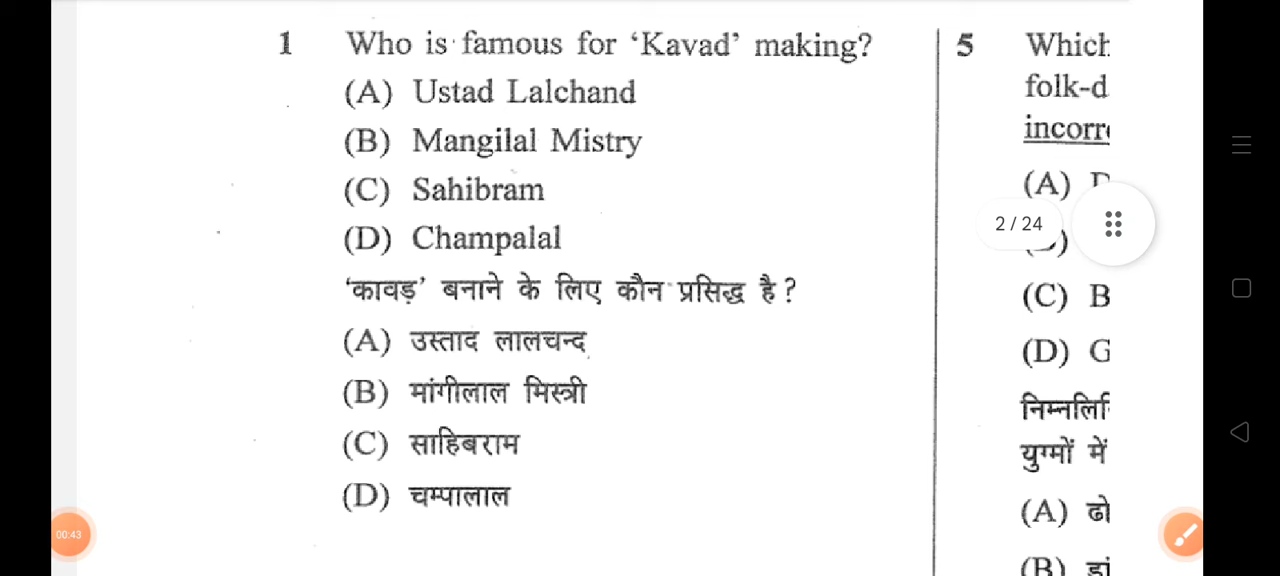 1 Who is famous for ‘Kavad’ making?
(A) Ustad Lalchand
(B) Mangilal Mistry
(C) Sahibram
(D) Champalal
‘कावड़’ बनाने के लिए कौन प्रसिद्ध है ?
(A) उस्ताद लालचन्द
(B) मांगीलाल मिस्त्री
(C) साहिबराम
(D) चम्पालाल
5
folk-d
(A)
(C) B
(D) G
युग्मों में
(A) ढो
(B) डां
2 / 24
00:43